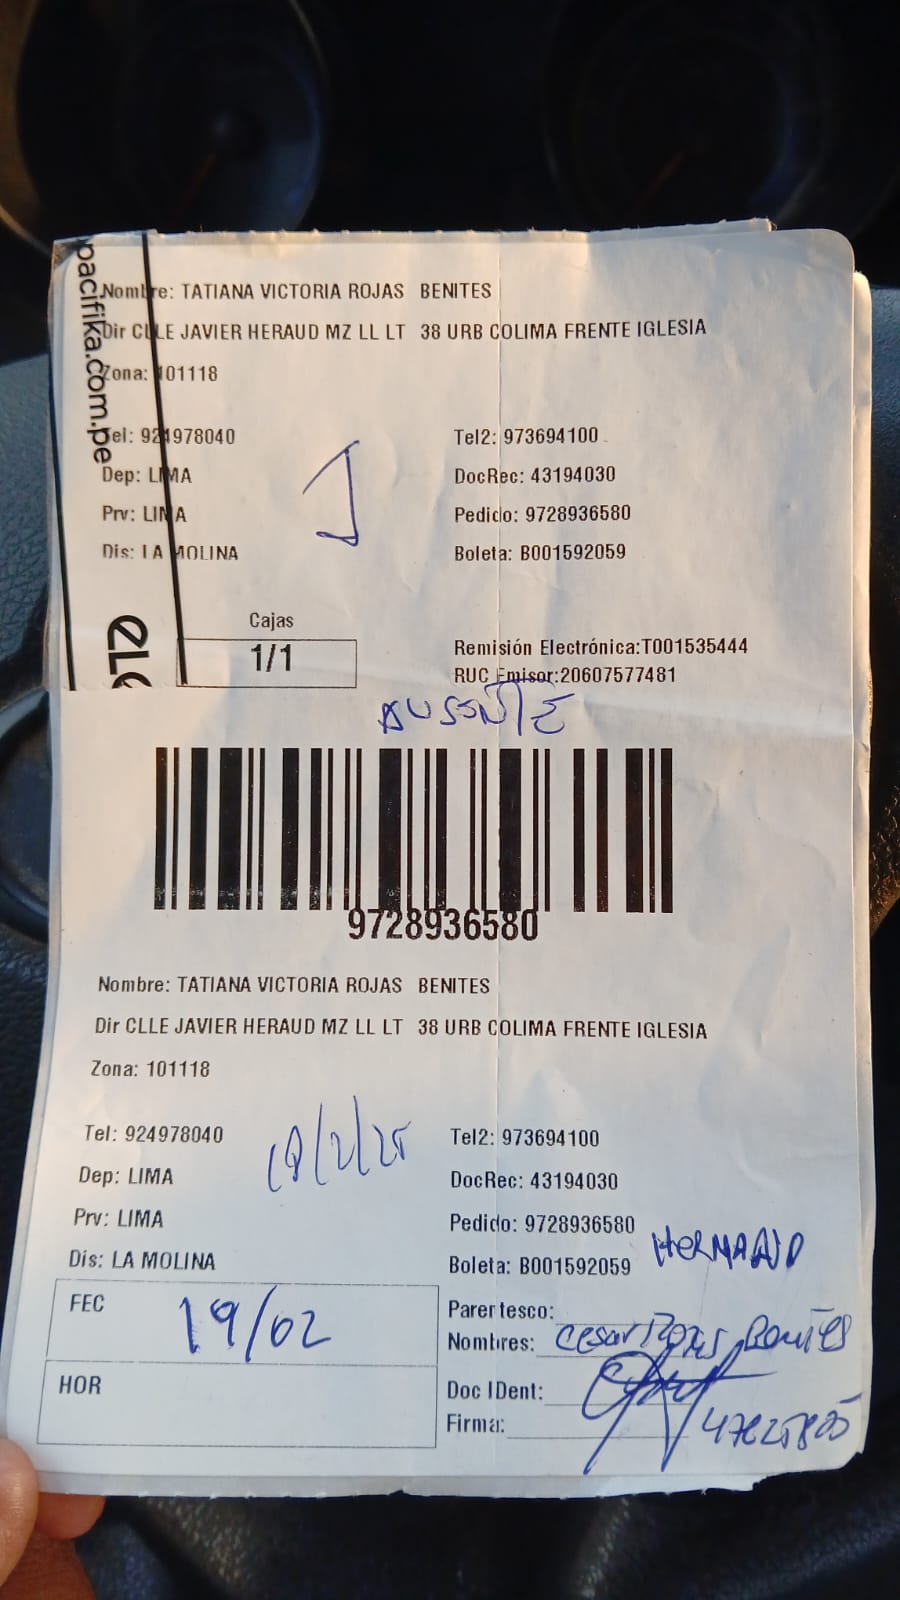 pacifika.com.pe
Nombre: TATIANA VICTORIA ROJAS BENITES
Dir CLLE JAVIER HERAUD MZ LL LT 38 URB COLIMA FRENTE IGLESIA
Zona: 101118
Tel: 924978040 Tel2: 973694100
Dep: LIMA DocRec: 43194030
Prv: LIMA Pedido: 9728936580
Dis: LA MOLINA Boleta: B001592059
Cajas
1/1
Remisión Electrónica:T001535444
RUC Emisor:20607577481
AUSENTE
9728936580
Nombre: TATIANA VICTORIA ROJAS BENITES
Dir CLLE JAVIER HERAUD MZ LL LT 38 URB COLIMA FRENTE IGLESIA
Zona: 101118
Tel: 924978040 Tel2: 973694100
Dep: LIMA DocRec: 43194030
Prv: LIMA Pedido: 9728936580
Dis: LA MOLINA Boleta: B001592059
HERMANO
FEC 19/02
HOR
Parentesco:
Nombres: Cesar Rojas Benites
Doc IDent:
Firma: